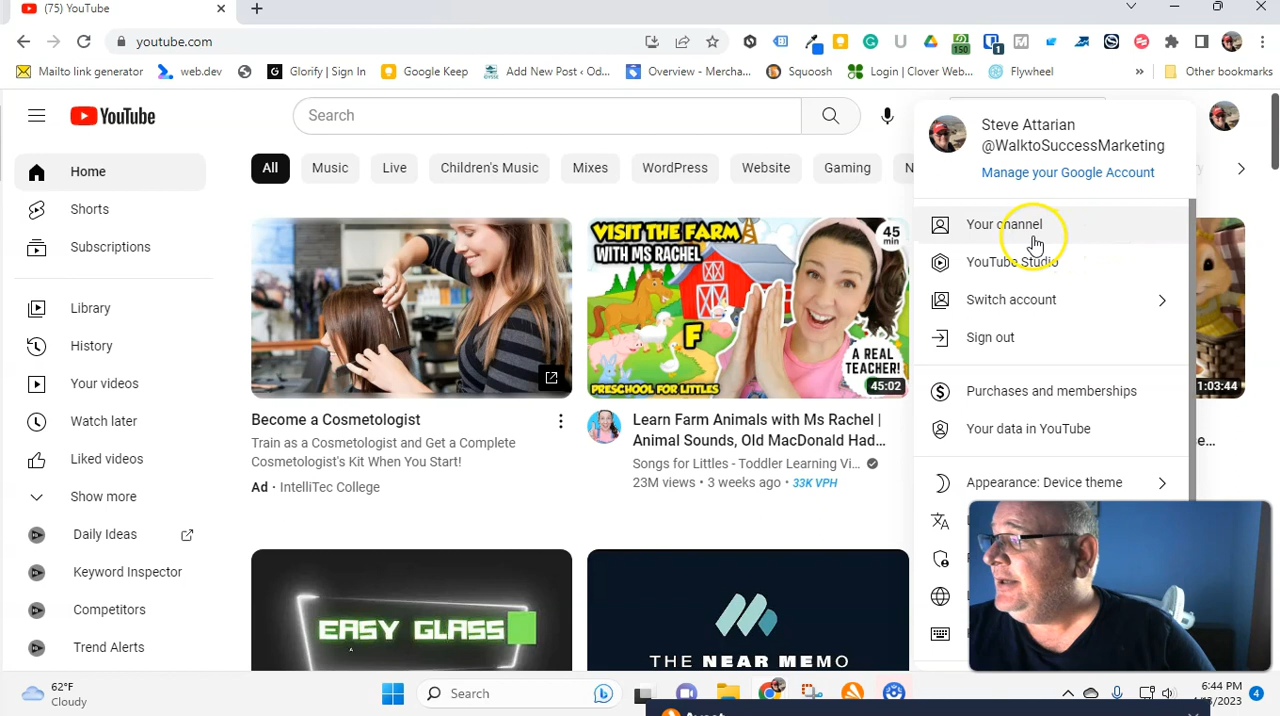 (75) YouTube
youtube.com
150
1
Mailto link generator
web.dev
Glorify | Sign In
Google Keep
Add New Post ‹ Od...
Overview - Mercha...
Squoosh
Login | Clover Web...
Flywheel
»
Other bookmarks
YouTube
Search
Steve Attarian
@WalktoSuccessMarketing
Manage your Google Account
Home
Shorts
Subscriptions
Library
History
Your videos
Watch later
Liked videos
Show more
Daily Ideas
Keyword Inspector
Competitors
Trend Alerts
All
Music
Live
Children's Music
Mixes
WordPress
Website
Gaming
Become a Cosmetologist
Train as a Cosmetologist and Get a Complete
Cosmetologist's Kit When You Start!
Ad · IntelliTec College
VISIT THE FARM
WITH MS RACHEL
45
min
F
A REAL
TEACHER!
PRESCHOOL FOR LITTLES
45:02
Learn Farm Animals with Ms Rachel |
Animal Sounds, Old MacDonald Had...
Songs for Littles - Toddler Learning Vi...
23M views • 3 weeks ago • 33K VPH
1:03:44
EASY GLASS
THE NEAR MEMO
Your channel
YouTube Studio
Switch account
Sign out
Purchases and memberships
Your data in YouTube
Appearance: Device theme
62°F
Cloudy
Search
6:44 PM
4
Avast